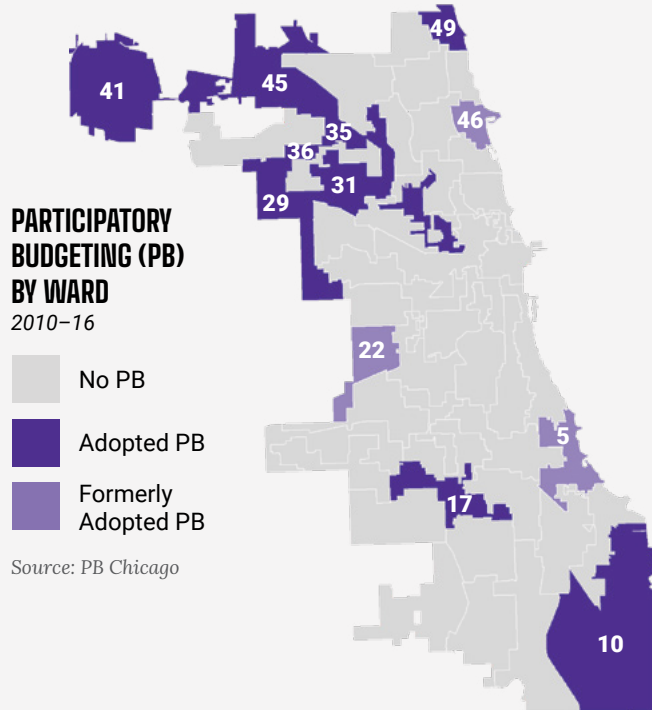 49
41
45
46
35
36
31
29
PARTICIPATORY
BUDGETING (PB)
BY WARD
2010–16
22
No PB
Adopted PB
5
Formerly
Adopted PB
17
Source: PB Chicago
10